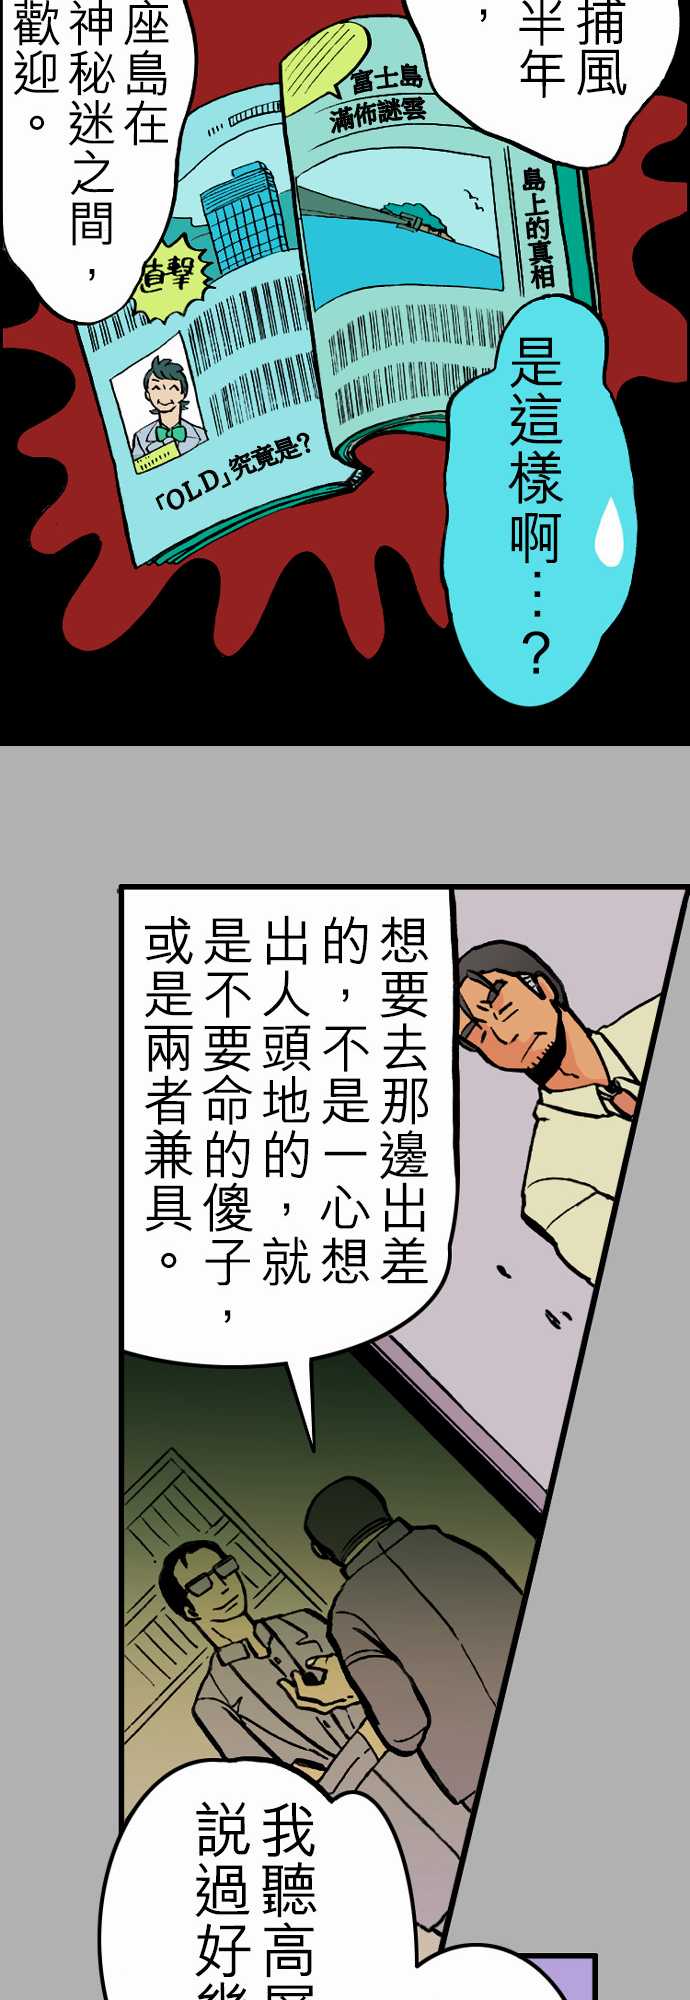 捕風
半年
，
座島在
神秘迷之間，
歡迎。
富士島
滿佈謎雲
島上的真相
直擊
「OLD」究竟是?
是這樣啊…?
想要去那邊出差
的，不是一心想
出人頭地的，就
是不要命的傻子，
或是兩者兼具。
我聽高
說過好